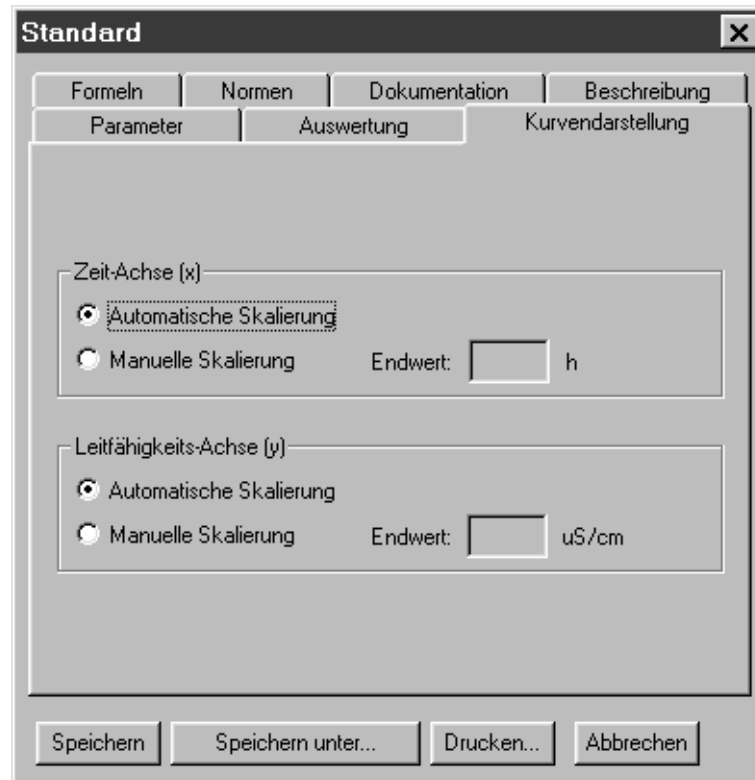 Standard
Formeln Normen Dokumentation Beschreibung
Parameter Auswertung Kurvendarstellung
Zeit-Achse (x)
Automatische Skalierung
Manuelle Skalierung Endwert: h
Leitfähigkeits-Achse (y)
Automatische Skalierung
Manuelle Skalierung Endwert: uS/cm
Speichern Speichern unter... Drucken... Abbrechen